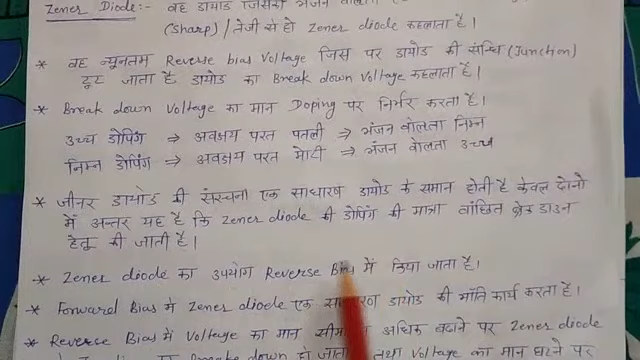 Zener Diode:- वह डायोड जिसमें भंजन वोल्टता
(Sharp) / तेजी से हो Zener diode कहलाता है।
* वह न्यूनतम Reverse bias Voltage जिस पर डायोड की सन्धि (Junction)
टूट जाता है डायोड का Break down Voltage कहलाता है।
* Break down Voltage का मान Doping पर निर्भर करता है।
उच्च डोपिंग ⇒ अवक्षय परत पतली ⇒ भंजन वोल्टता निम्न
निम्न डोपिंग ⇒ अवक्षय परत मोटी ⇒ भंजन वोल्टता उच्च
* जीनर डायोड की संरचना एक साधारण डायोड के समान होती है केवल दोनो
में अन्तर यह है कि Zener diode की डोपिंग की मात्रा वांछित ब्रेक डाउन
हेतू की जाती है।
* Zener diode का उपयोग Reverse Bias में किया जाता है।
* Forward Bias में Zener diode एक साधारण डायोड की भाँति कार्य करता है।
* Reverse Bias में Voltage का मान अधिक बढाने पर Zener diode
Break down हो जाता तथा Voltage का मान घटाने पर